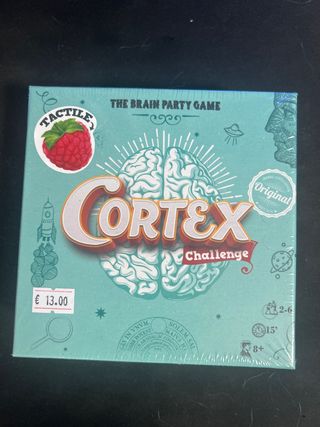 THE BRAIN PARTY GAME
TACTILE
Original
CORTEX
Challenge
€ 13.00
2-6
15'
8+